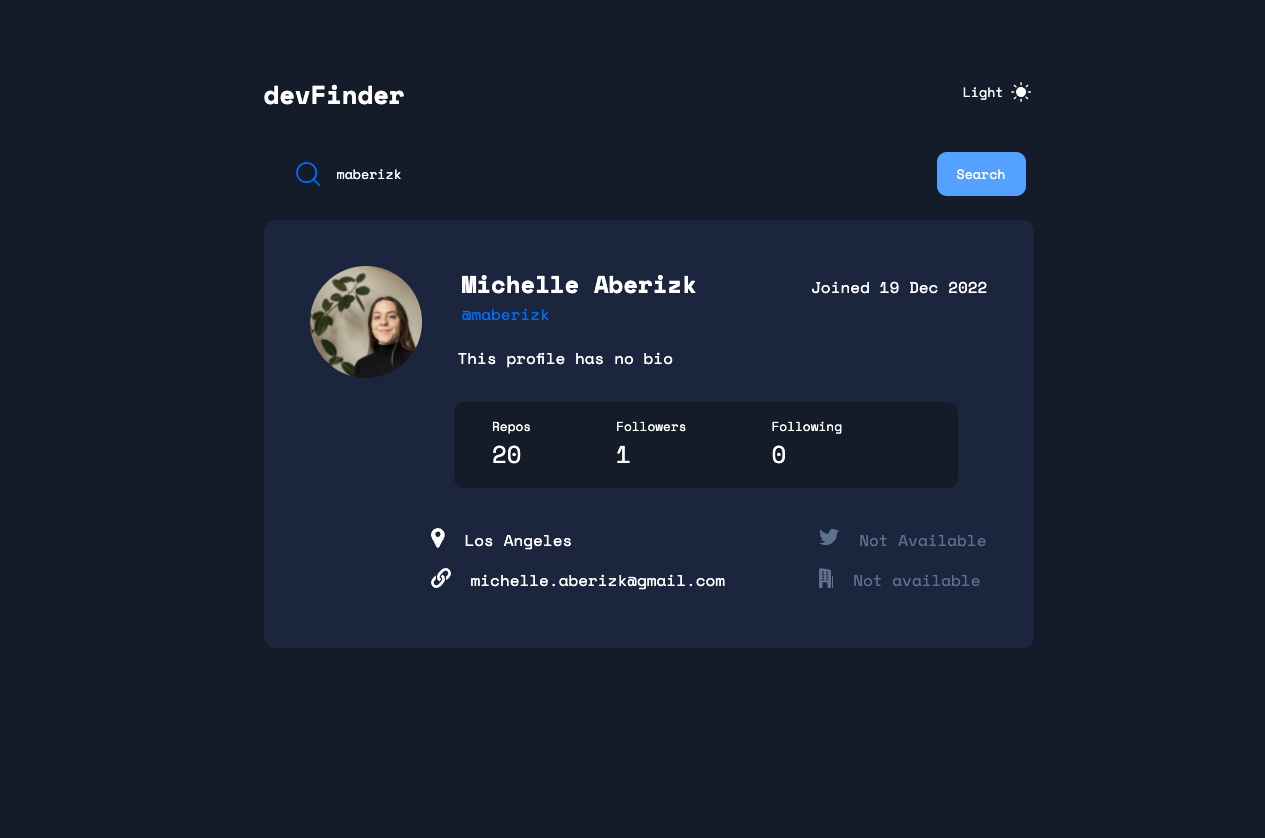 devFinder
Light
maberizk
Search
Michelle Aberizk
Joined 19 Dec 2022
@maberizk
This profile has no bio
Repos
Followers
Following
20
1
0
Los Angeles
Not Available
michelle.aberizk@gmail.com
Not available